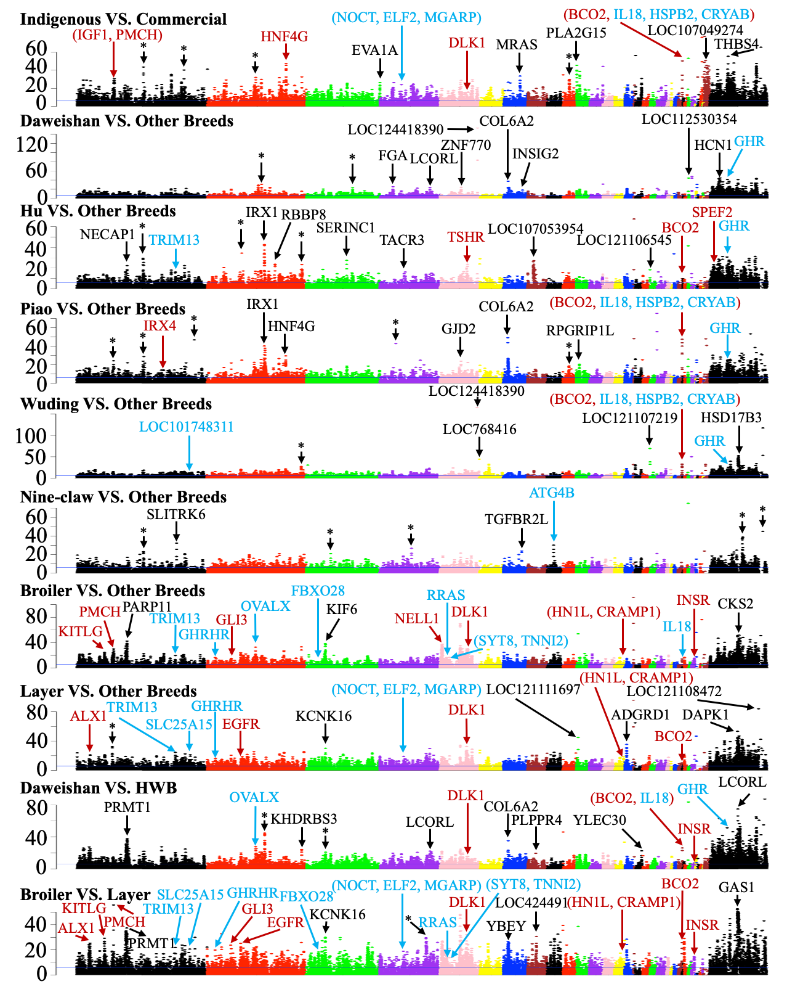 Indigenous VS. Commercial
(NOCT, ELF2, MGARP)
(BCO2, IL18, HSPB2, CRYAB)
(IGF1, PMCH)
*
*
*
HNF4G
EVA1A
DLK1
MRAS
*
PLA2G15
LOC107049274
THBS4
60
40
20
0
Daweishan VS. Other Breeds
LOC124418390
COL6A2
LOC112530354
*
*
FGA
LCORL
ZNF770
INSIG2
HCN1
GHR
120
60
0
Hu VS. Other Breeds
NECAP1
*
TRIM13
*
IRX1
RBBP8
*
SERINC1
TACR3
TSHR
LOC107053954
LOC121106545
BCO2
SPEF2
GHR
60
40
20
0
Piao VS. Other Breeds
*
*
IRX4
*
IRX1
HNF4G
*
GJD2
COL6A2
(BCO2, IL18, HSPB2, CRYAB)
RPGRIP1L
*
GHR
60
40
20
0
Wuding VS. Other Breeds
LOC124418390
(BCO2, IL18, HSPB2, CRYAB)
LOC101748311
*
LOC768416
LOC121107219
HSD17B3
GHR
100
50
0
Nine-claw VS. Other Breeds
*
SLITRK6
*
*
TGFBR2L
ATG4B
*
*
60
40
20
0
Broiler VS. Other Breeds
KITLG
PMCH
PARP11
TRIM13
GHRHR
GLI3
OVALX
FBXO28
KIF6
NELL1
RRAS
DLK1
(SYT8, TNNI2)
(HN1L, CRAMP1)
IL18
INSR
CKS2
80
40
0
Layer VS. Other Breeds
(NOCT, ELF2, MGARP)
LOC121111697
(HN1L, CRAMP1)
LOC121108472
ALX1
*
TRIM13
SLC25A15
GHRHR
EGFR
KCNK16
DLK1
ADGRD1
BCO2
DAPK1
80
40
0
Daweishan VS. HWB
PRMT1
OVALX
*
KHDRBS3
*
LCORL
DLK1
COL6A2
PLPPR4
YLEC30
(BCO2, IL18)
INSR
GHR
LCORL
80
40
0
Broiler VS. Layer
ALX1
KITLG
PMCH
PRMT1
TRIM13
SLC25A15
GHRHR
GLI3
EGFR
FBXO28
KCNK16
(NOCT, ELF2, MGARP)
*
RRAS
DLK1
(SYT8, TNNI2)
YBEY
LOC424491
(HN1L, CRAMP1)
BCO2
INSR
GAS1
40
20
0